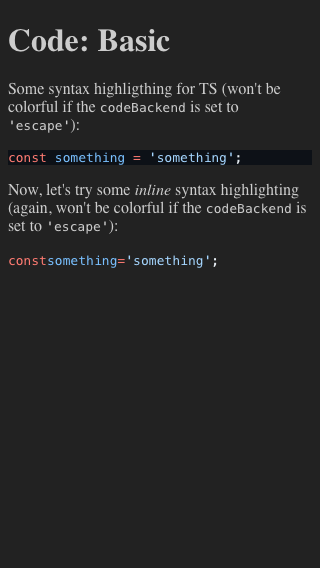 Code: Basic
Some syntax highligthing for TS (won't be
colorful if the codeBackend is set to
'escape'):
const something = 'something';
Now, let's try some inline syntax highlighting
(again, won't be colorful if the codeBackend is
set to 'escape'):
constsomething='something';